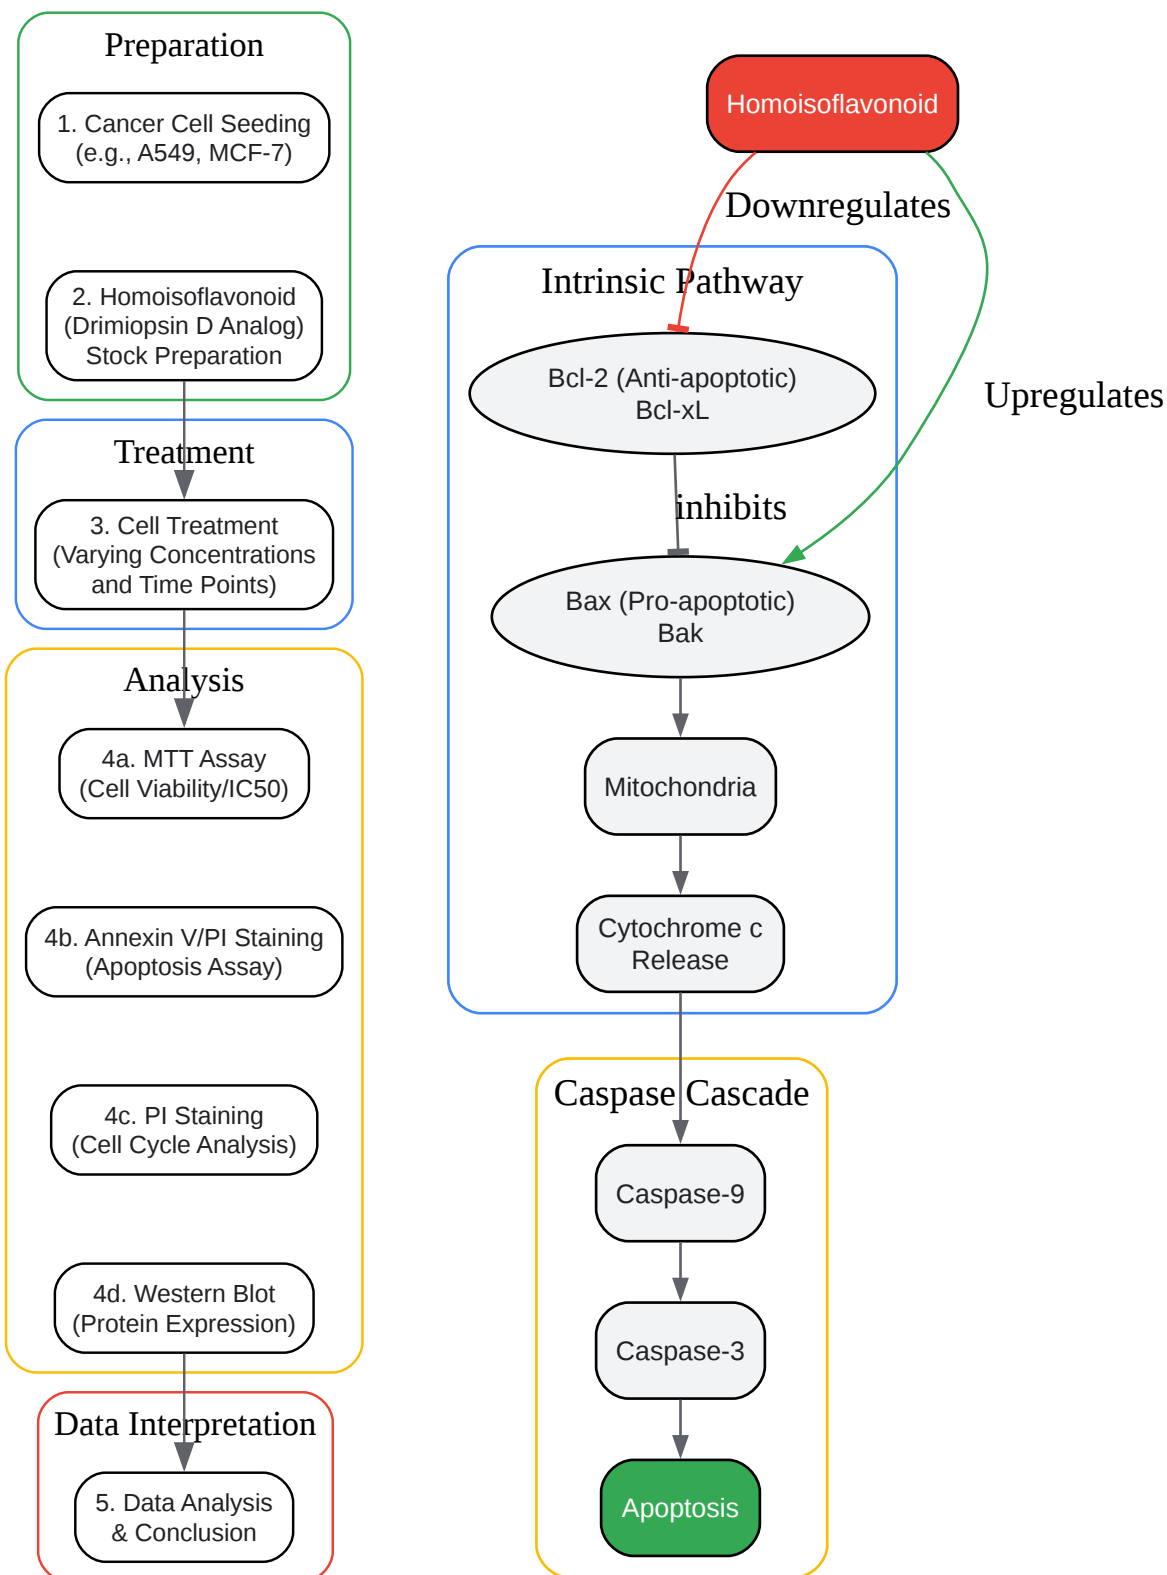 Preparation
1. Cancer Cell Seeding
(e.g., A549, MCF-7)
2. Homoisoflavonoid
(Drimiopsin D Analog)
Stock Preparation
Treatment
3. Cell Treatment
(Varying Concentrations
and Time Points)
Analysis
4a. MTT Assay
(Cell Viability/IC50)
4b. Annexin V/PI Staining
(Apoptosis Assay)
4c. PI Staining
(Cell Cycle Analysis)
4d. Western Blot
(Protein Expression)
Data Interpretation
5. Data Analysis
& Conclusion
Homoisoflavonoid
Downregulates
Upregulates
Intrinsic Pathway
Bcl-2 (Anti-apoptotic)
Bcl-xL
inhibits
Bax (Pro-apoptotic)
Bak
Mitochondria
Cytochrome c
Release
Caspase Cascade
Caspase-9
Caspase-3
Apoptosis